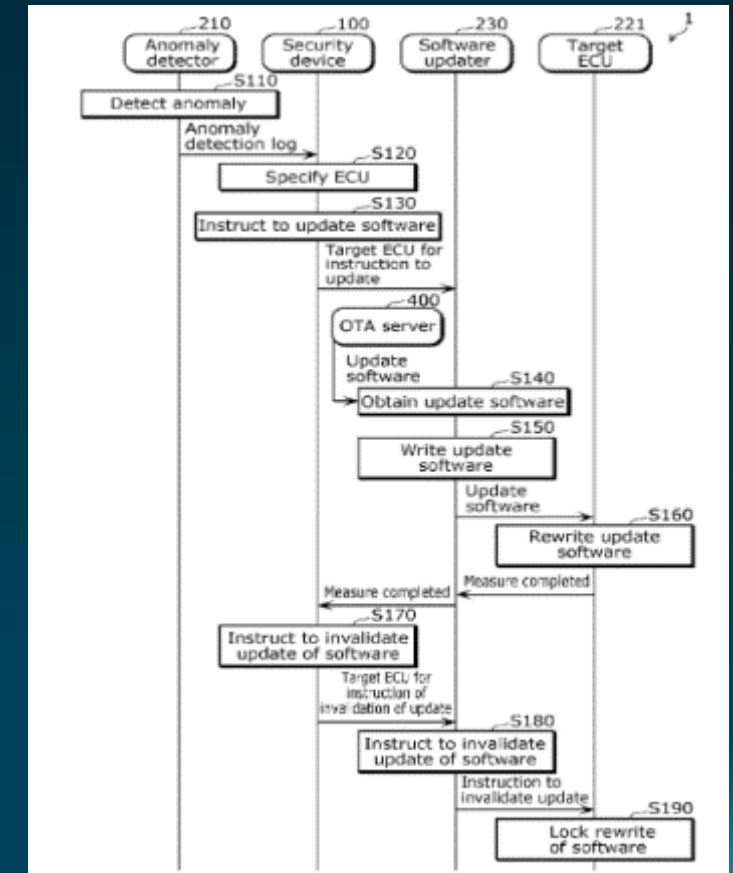 210
100
230
221
1
Anomaly
detector
Security
device
Software
updater
Target
ECU
S110
Detect anomaly
Anomaly
detection log
S120
Specify ECU
S130
Instruct to update software
Target ECU for
instruction to
update
400
OTA server
Update
software
S140
Obtain update software
S150
Write update
software
Update
software
S160
Rewrite update
software
Measure completed
Measure completed
S170
Instruct to invalidate
update of software
Target ECU for
instruction of
invalidation of update
S180
Instruct to invalidate
update of software
Instruction to
invalidate update
S190
Lock rewrite
of software